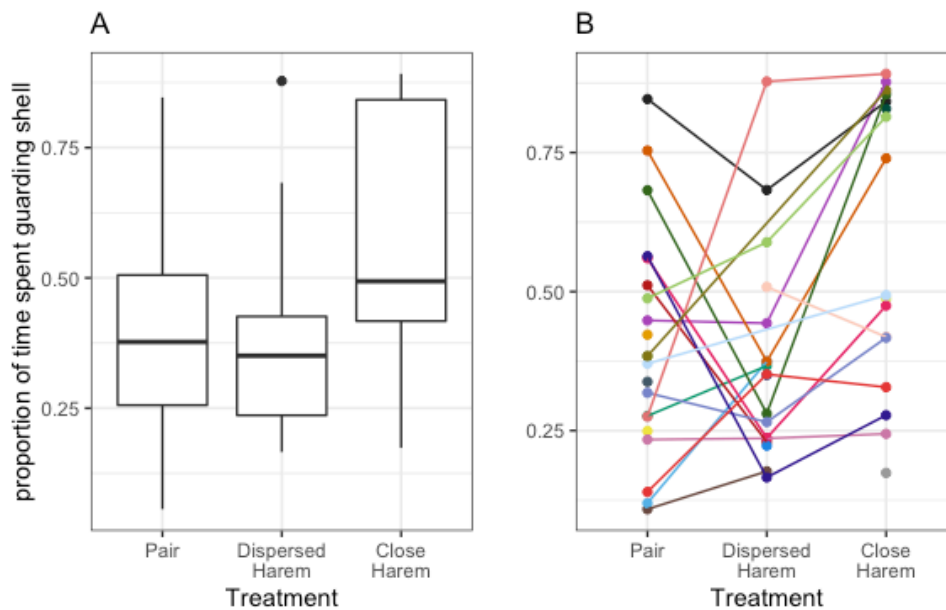 A
B
proportion of time spent guarding shell
0.75
0.50
0.25
Pair
Dispersed
Harem
Close
Harem
Treatment
0.75
0.50
0.25
Pair
Dispersed
Harem
Close
Harem
Treatment